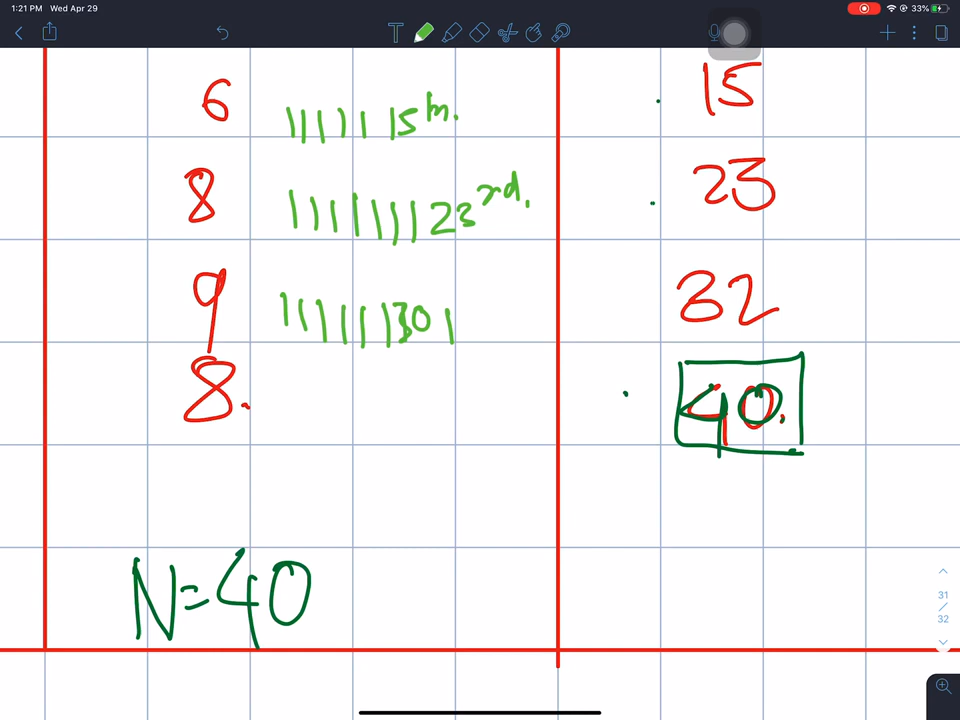 1:21 PM Wed Apr 29 33%
T
6 15th. 15
8 23rd. 23
9 30 32
8. 40.
N=40
31
/
32